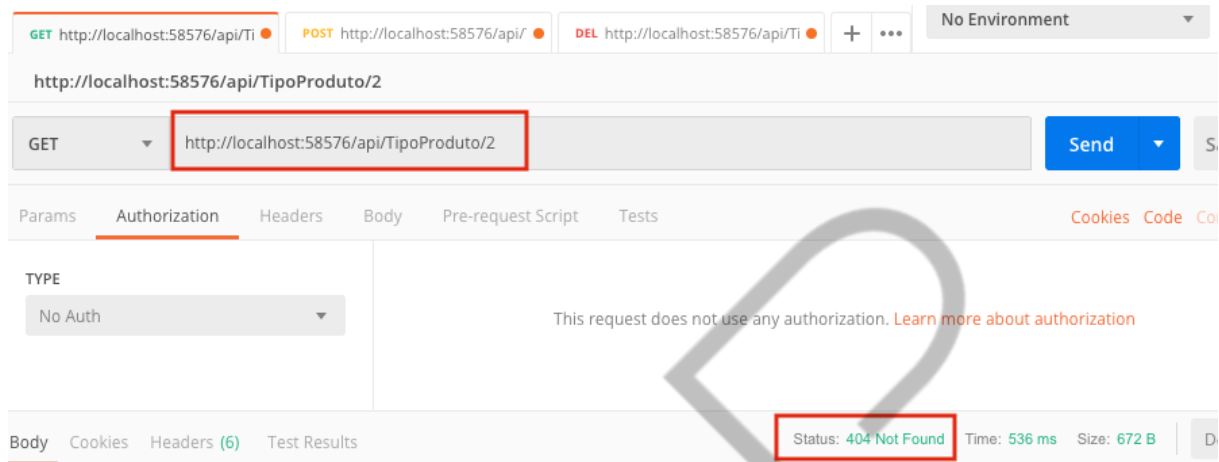 GET http://localhost:58576/api/Ti POST http://localhost:58576/api/ DEL http://localhost:58576/api/Ti + ••• No Environment
http://localhost:58576/api/TipoProduto/2
GET http://localhost:58576/api/TipoProduto/2 Send
Params Authorization Headers Body Pre-request Script Tests Cookies Code
TYPE
No Auth
This request does not use any authorization. Learn more about authorization
Body Cookies Headers (6) Test Results Status: 404 Not Found Time: 536 ms Size: 672 B